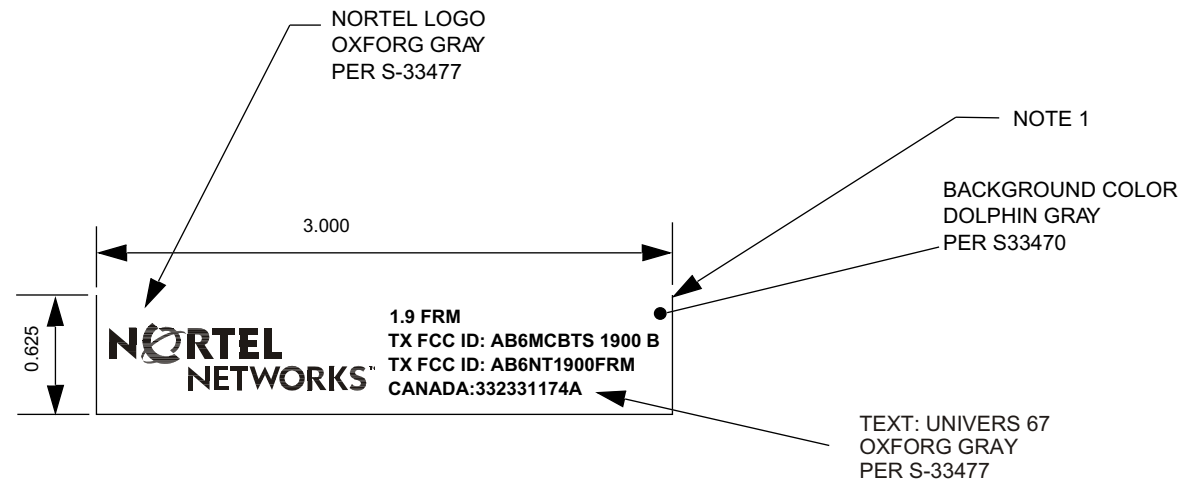 NORTEL LOGO
OXFORG GRAY
PER S-33477
NOTE 1
BACKGROUND COLOR
DOLPHIN GRAY
PER S33470
3.000
0.625
NORTEL
NETWORKS™
1.9 FRM
TX FCC ID: AB6MCBTS 1900 B
TX FCC ID: AB6NT1900FRM
CANADA:332331174A
TEXT: UNIVERS 67
OXFORG GRAY
PER S-33477